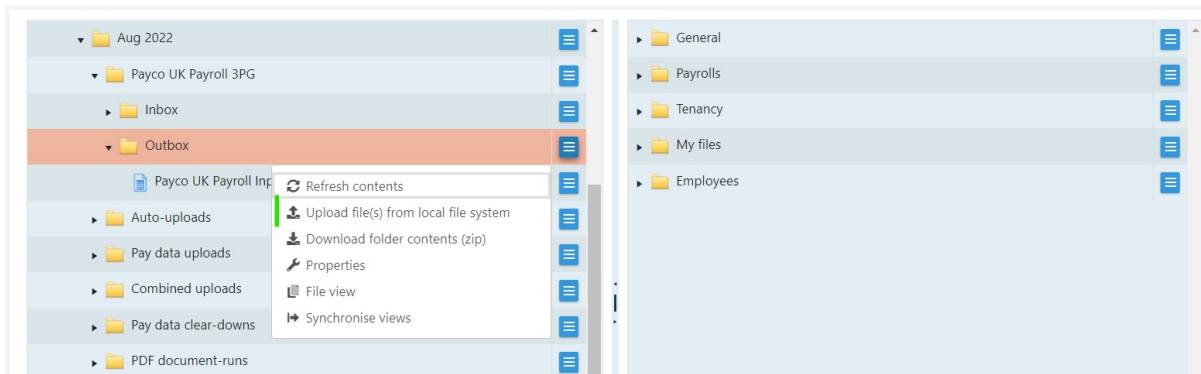 Aug 2022
Payco UK Payroll 3PG
Inbox
Outbox
Payco UK Payroll Inp
Refresh contents
Upload file(s) from local file system
Download folder contents (zip)
Properties
File view
Synchronise views
Auto-uploads
Pay data uploads
Combined uploads
Pay data clear-downs
PDF document-runs
General
Payrolls
Tenancy
My files
Employees